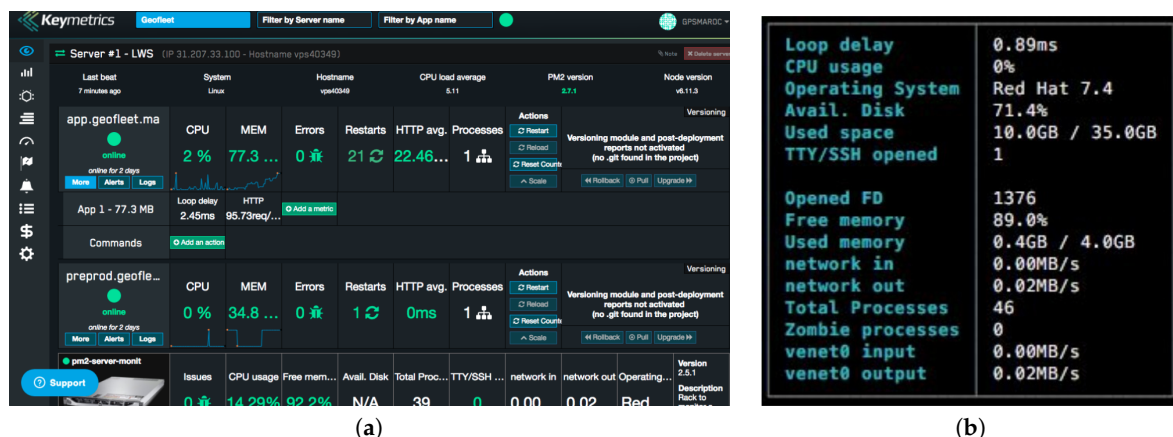 Keymetrics Geofleet Filter by Server name Filter by App name GPSMAROC
Server #1 - LWS (IP 31.207.33.100 - Hostname vps40349) Note Delete server
Last beat System Hostname CPU load average PM2 version Node version
7 minutes ago Linux vps40349 5.11 2.7.1 v6.11.3
app.geofleet.ma
online
online for 2 days
More Alerts Logs
CPU MEM Errors Restarts HTTP avg. Processes
2 % 77.3 ... 0 21 22.46... 1
Actions
Restart
Reload
Reset Counte
Scale
Versioning
Versioning module and post-deployment
reports not activated
(no .git found in the project)
Rollback Pull Upgrade
App 1 - 77.3 MB
Loop delay HTTP
2.45ms 95.73req/...
Add a metric
Commands
Add an action
preprod.geofle...
online
online for 2 days
More Alerts Logs
CPU MEM Errors Restarts HTTP avg. Processes
0 % 34.8 ... 0 1 0ms 1
Actions
Restart
Reload
Reset Counte
Scale
Versioning
Versioning module and post-deployment
reports not activated
(no .git found in the project)
Rollback Pull Upgrade
pm2-server-monit
Issues CPU usage Free mem... Avail. Disk Total Proc... TTY/SSH ... network in network out Operating...
0 14.29% 92.2% N/A 39 0 0.00 0.02 Red
Version
2.5.1
Description
Rack to
Support
(a)
Loop delay 0.89ms
CPU usage 0%
Operating System Red Hat 7.4
Avail. Disk 71.4%
Used space 10.0GB / 35.0GB
TTY/SSH opened 1
Opened FD 1376
Free memory 89.0%
Used memory 0.4GB / 4.0GB
network in 0.00MB/s
network out 0.02MB/s
Total Processes 46
Zombie processes 0
venet0 input 0.00MB/s
venet0 output 0.02MB/s
(b)